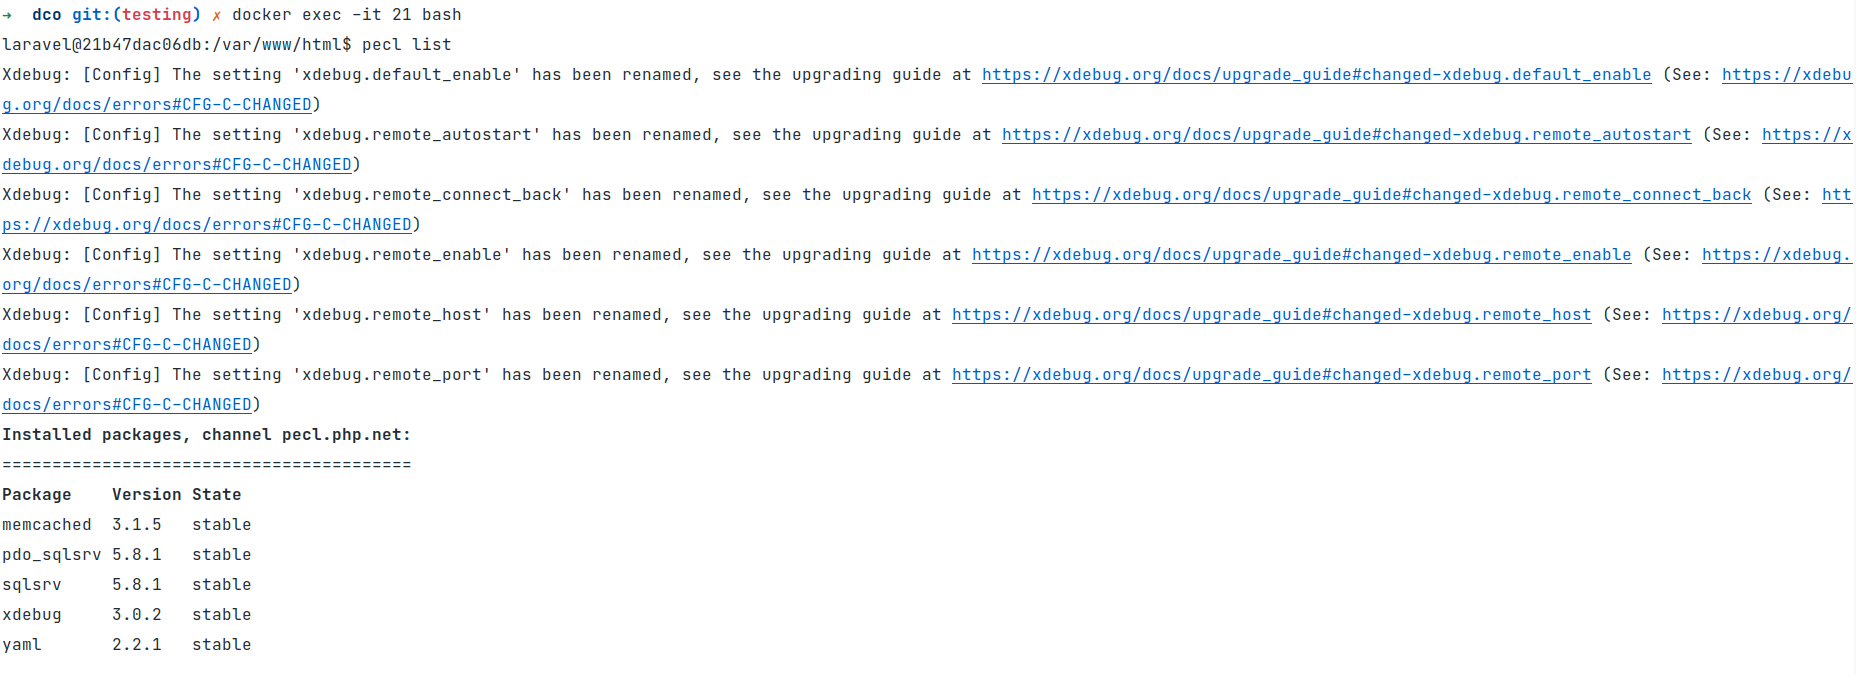 →  dco git:(testing) ✗ docker exec -it 21 bash
laravel@21b47dac06db:/var/www/html$ pecl list
Xdebug: [Config] The setting 'xdebug.default_enable' has been renamed, see the upgrading guide at https://xdebug.org/docs/upgrade_guide#changed-xdebug.default_enable (See: https://xdebu
g.org/docs/errors#CFG-C-CHANGED)
Xdebug: [Config] The setting 'xdebug.remote_autostart' has been renamed, see the upgrading guide at https://xdebug.org/docs/upgrade_guide#changed-xdebug.remote_autostart (See: https://x
debug.org/docs/errors#CFG-C-CHANGED)
Xdebug: [Config] The setting 'xdebug.remote_connect_back' has been renamed, see the upgrading guide at https://xdebug.org/docs/upgrade_guide#changed-xdebug.remote_connect_back (See: htt
ps://xdebug.org/docs/errors#CFG-C-CHANGED)
Xdebug: [Config] The setting 'xdebug.remote_enable' has been renamed, see the upgrading guide at https://xdebug.org/docs/upgrade_guide#changed-xdebug.remote_enable (See: https://xdebug.
org/docs/errors#CFG-C-CHANGED)
Xdebug: [Config] The setting 'xdebug.remote_host' has been renamed, see the upgrading guide at https://xdebug.org/docs/upgrade_guide#changed-xdebug.remote_host (See: https://xdebug.org/
docs/errors#CFG-C-CHANGED)
Xdebug: [Config] The setting 'xdebug.remote_port' has been renamed, see the upgrading guide at https://xdebug.org/docs/upgrade_guide#changed-xdebug.remote_port (See: https://xdebug.org/
docs/errors#CFG-C-CHANGED)
Installed packages, channel pecl.php.net:
=========================================
Package    Version State
memcached  3.1.5   stable
pdo_sqlsrv 5.8.1   stable
sqlsrv     5.8.1   stable
xdebug     3.0.2   stable
yaml       2.2.1   stable